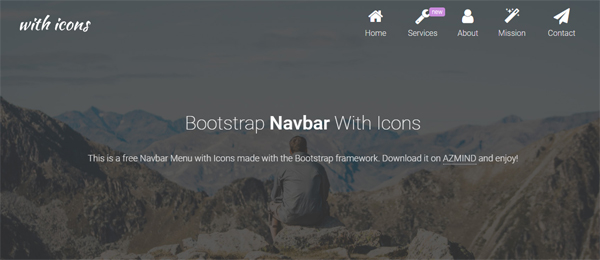 with icons
new
Home Services About Mission Contact
Bootstrap Navbar With Icons
This is a free Navbar Menu with Icons made with the Bootstrap framework. Download it on AZMIND and enjoy!